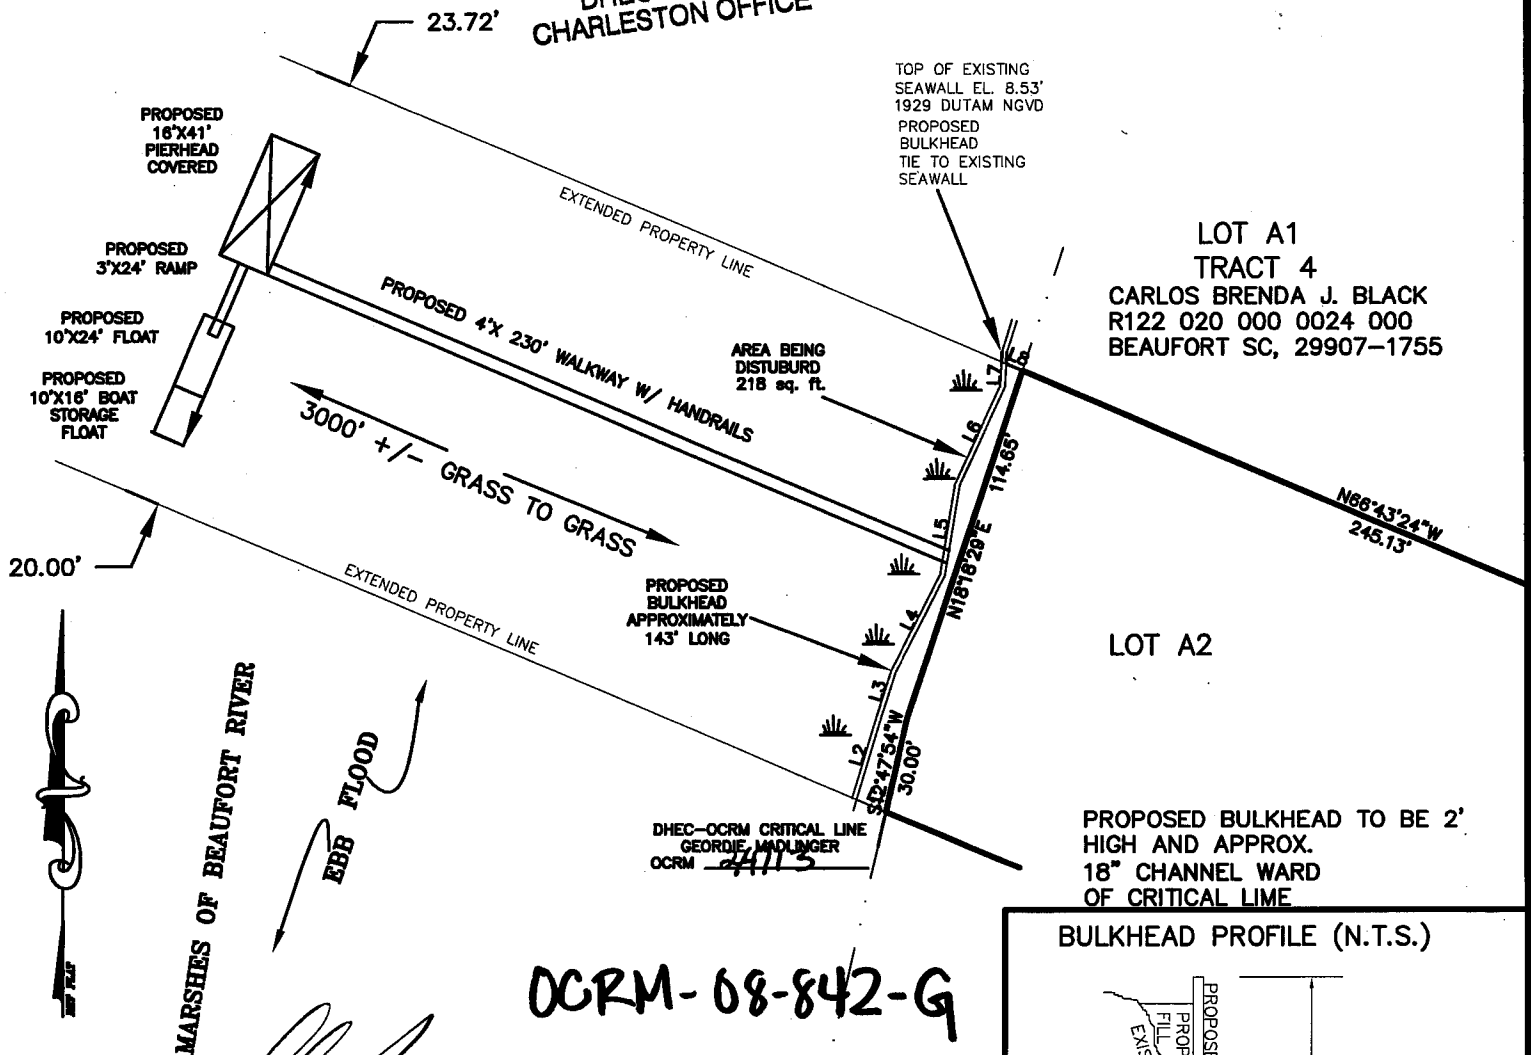 23.72'
CHARLESTON OFFICE
TOP OF EXISTING
SEAWALL EL. 8.53'
1929 DUTAM NGVD
PROPOSED
BULKHEAD
TIE TO EXISTING
SEAWALL
PROPOSED
16'X41'
PIERHEAD
COVERED
EXTENDED PROPERTY LINE
LOT A1
TRACT 4
CARLOS BRENDA J. BLACK
R122 020 000 0024 000
BEAUFORT SC, 29907-1755
PROPOSED
3'X24' RAMP
PROPOSED 4'X 230' WALKWAY W/ HANDRAILS
PROPOSED
10'X24' FLOAT
AREA BEING
DISTUBURD
218 sq. ft.
PROPOSED
10'X16' BOAT
STORAGE
FLOAT
3000' +/- GRASS TO GRASS
L8
L7
L6
L5
L4
L3
L2
114.65'
N18°18'29"E
N66°43'24"W
245.13'
20.00'
EXTENDED PROPERTY LINE
PROPOSED
BULKHEAD
APPROXIMATELY
143' LONG
LOT A2
S12°47'54"W
30.00'
MARSHES OF BEAUFORT RIVER
EBB
FLOOD
DHEC-OCRM CRITICAL LINE
GEORDIE MADLINGER
OCRM
PROPOSED BULKHEAD TO BE 2'
HIGH AND APPROX.
18" CHANNEL WARD
OF CRITICAL LIME
BULKHEAD PROFILE (N.T.S.)
OCRM-08-842-G
REF PLAT
FILL